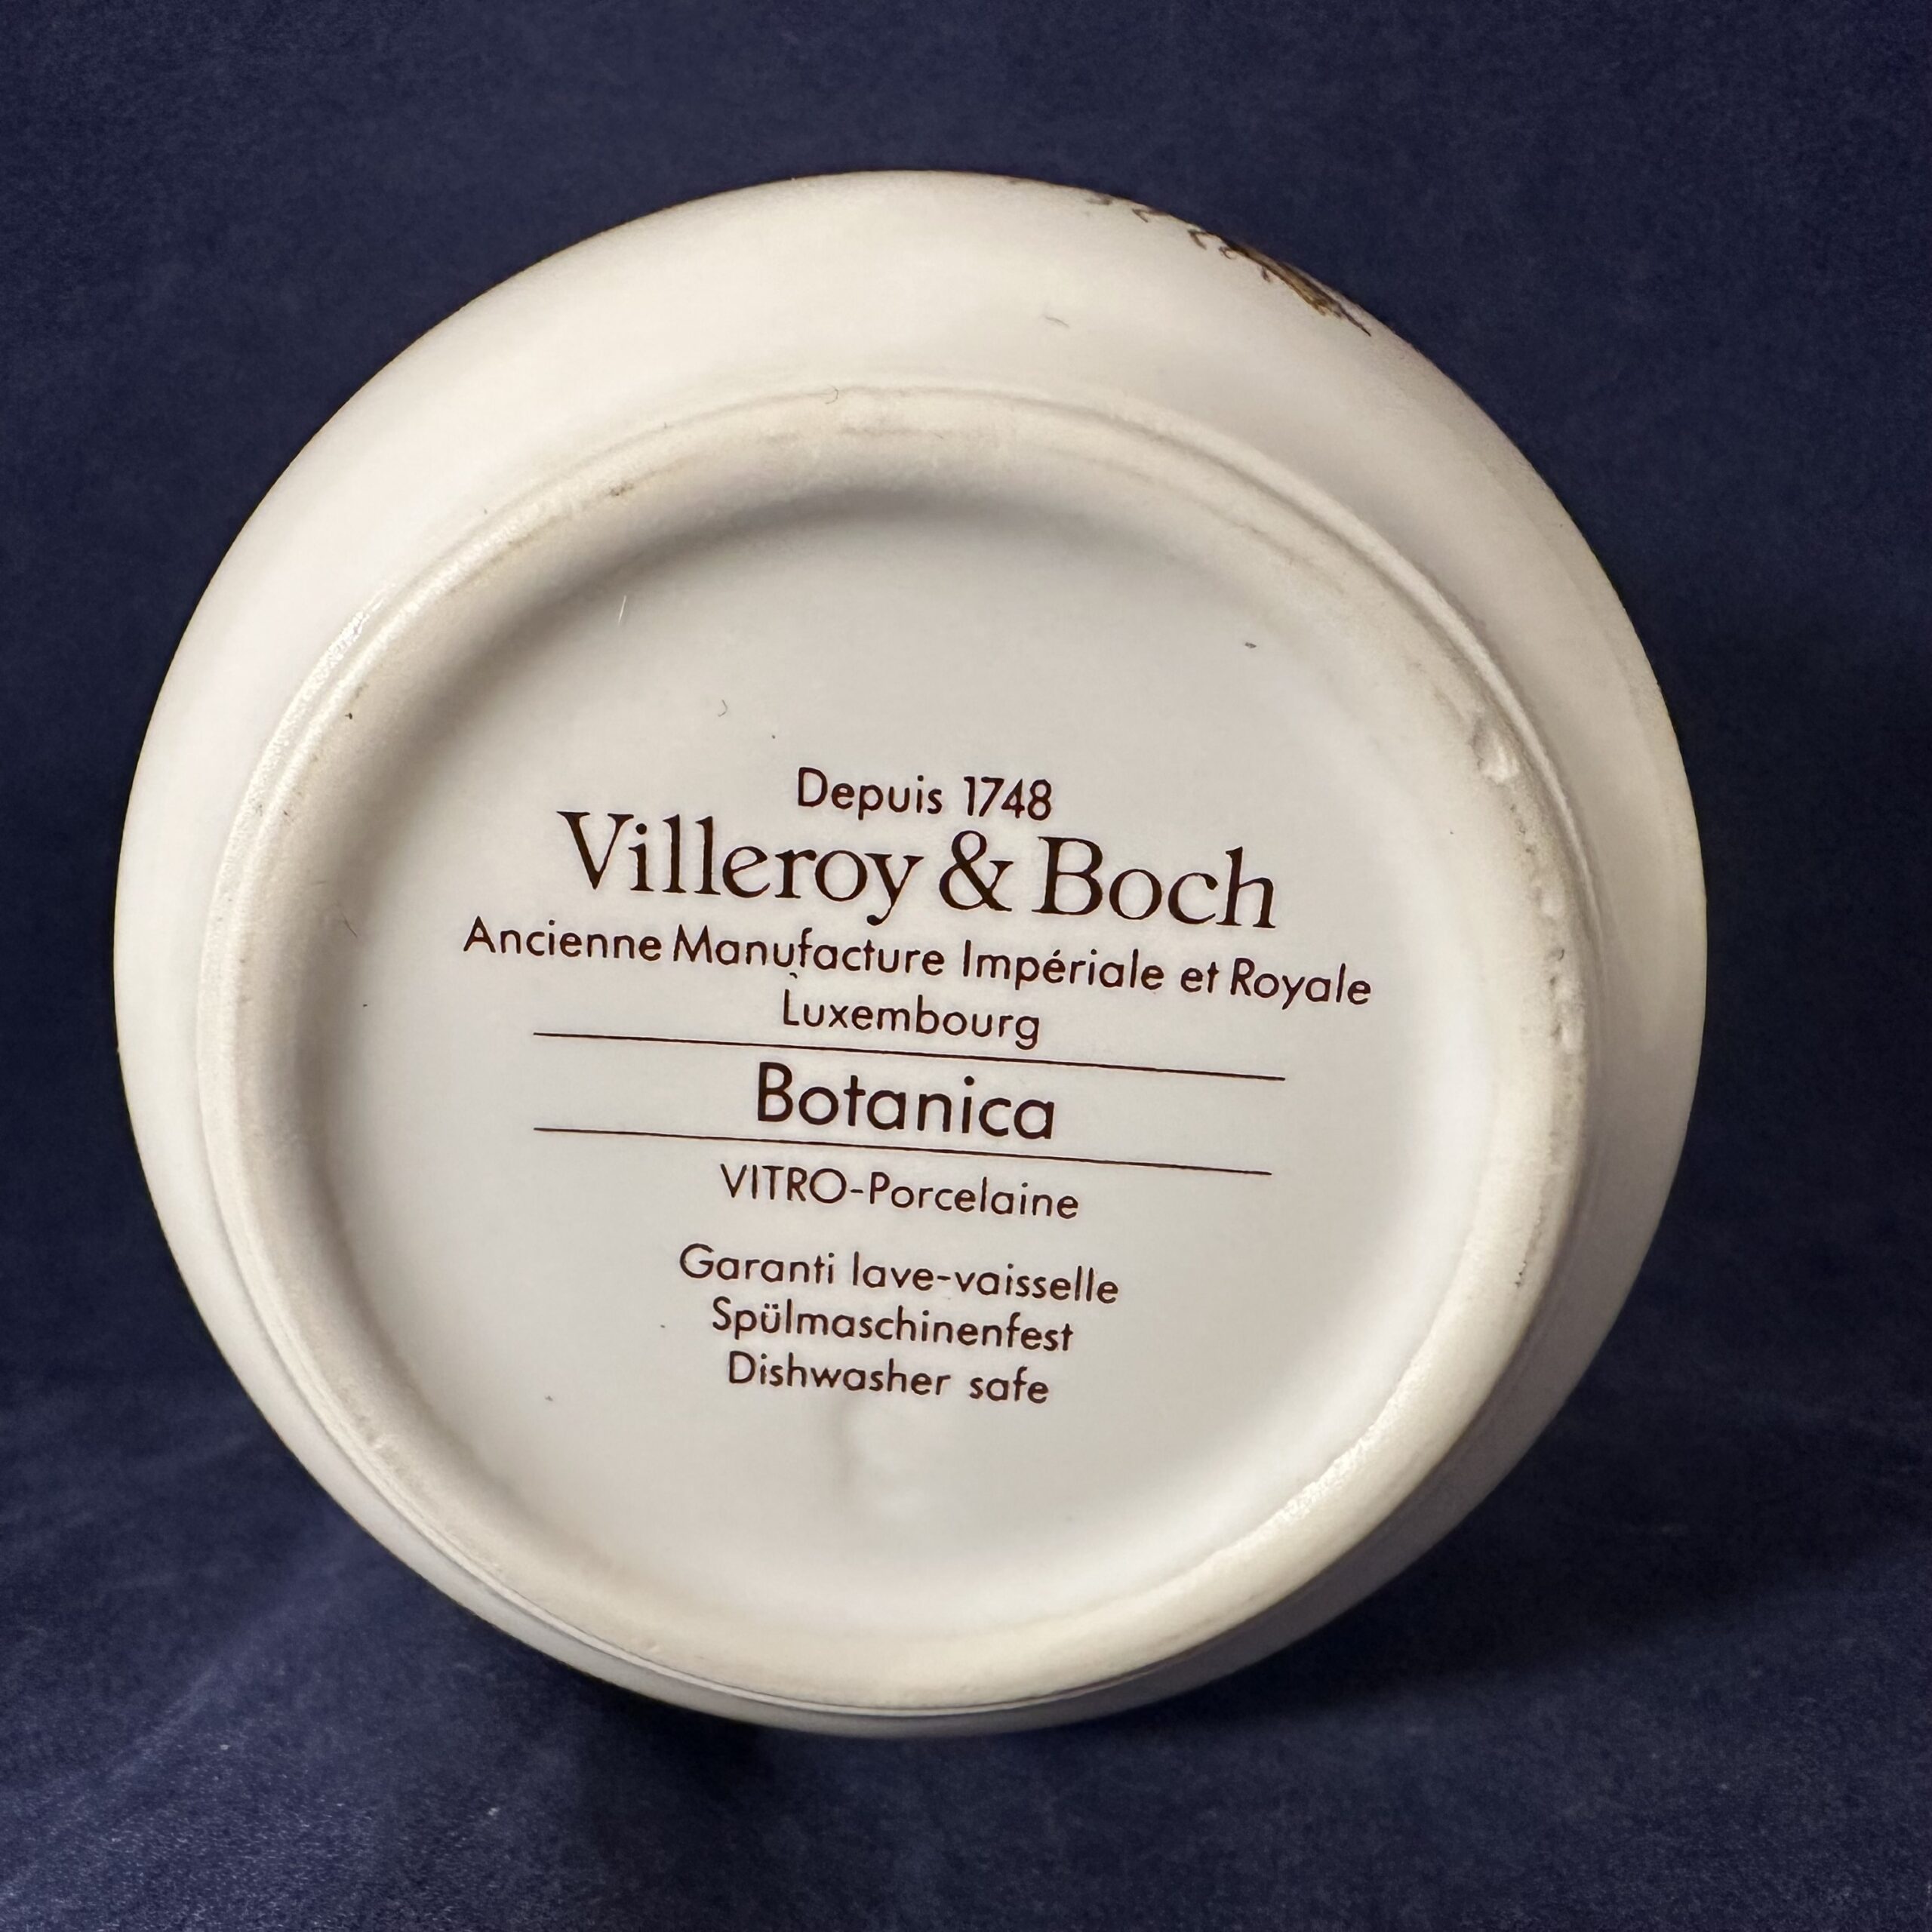 Depuis 1748
Villeroy & Boch
Ancienne Manufacture Impériale et Royale
Luxembourg
Botanica
VITRO-Porcelaine
Garanti lave-vaisselle
Spülmaschinenfest
Dishwasher safe